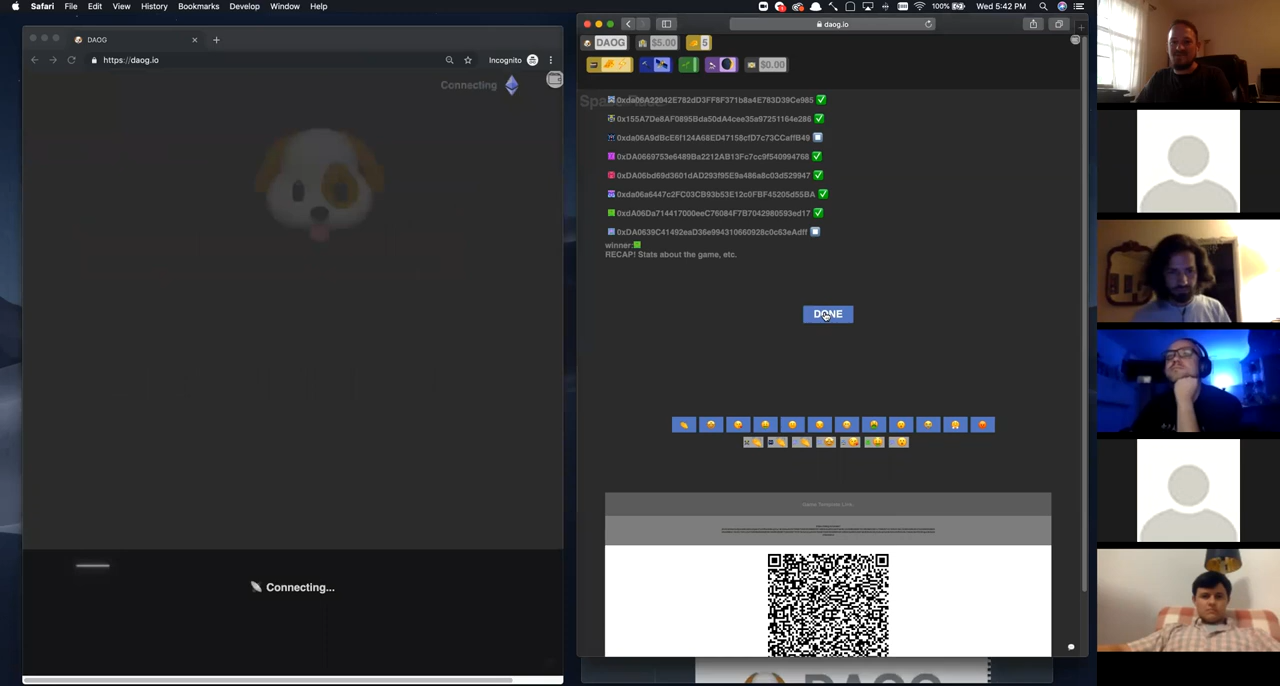 Safari File Edit View History Bookmarks Develop Window Help
100% Wed 5:42 PM
DAOG
https://daog.io
Incognito
Connecting
Connecting...
daog.io
DAOG $5.00 5
$0.00
0xda06A22042E782dD3FF8F371b8a4E783D39Ce985
0x155A7De8AF0895Bda50dA4cee35a97251164e286
0xda06A9dBcE6f124A68ED47158cfD7c73CCaffB49
0xDA0669753e6489Ba2212AB13Fc7cc9f540994768
0xDA06bd69d3601dAD293f95E9a486a8c03d529947
0xda06a6447c2FC03CB93b53E12c0FBF45205d55BA
0xdA06Da714417000eeC76084F7B7042980593ed17
0xDA0639C41492eaD36e994310660928c0c63eAdff
winner:
RECAP! Stats about the game, etc.
DONE
DAOG